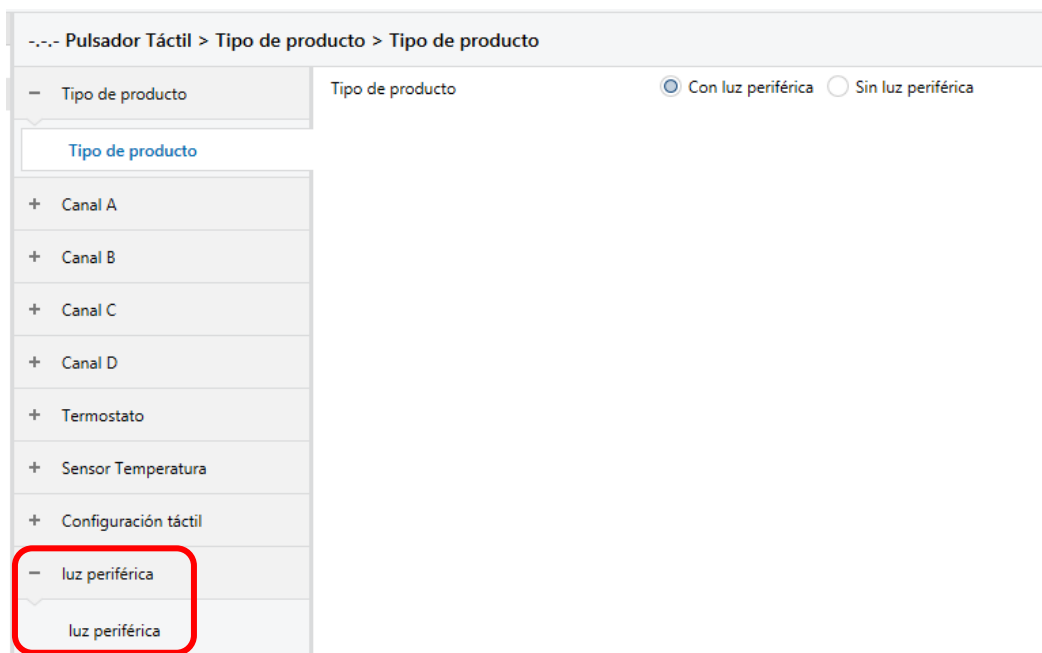 -.-.- Pulsador Táctil > Tipo de producto > Tipo de producto
− Tipo de producto
Tipo de producto
+ Canal A
+ Canal B
+ Canal C
+ Canal D
+ Termostato
+ Sensor Temperatura
+ Configuración táctil
− luz periférica
luz periférica
Tipo de producto Con luz periférica Sin luz periférica